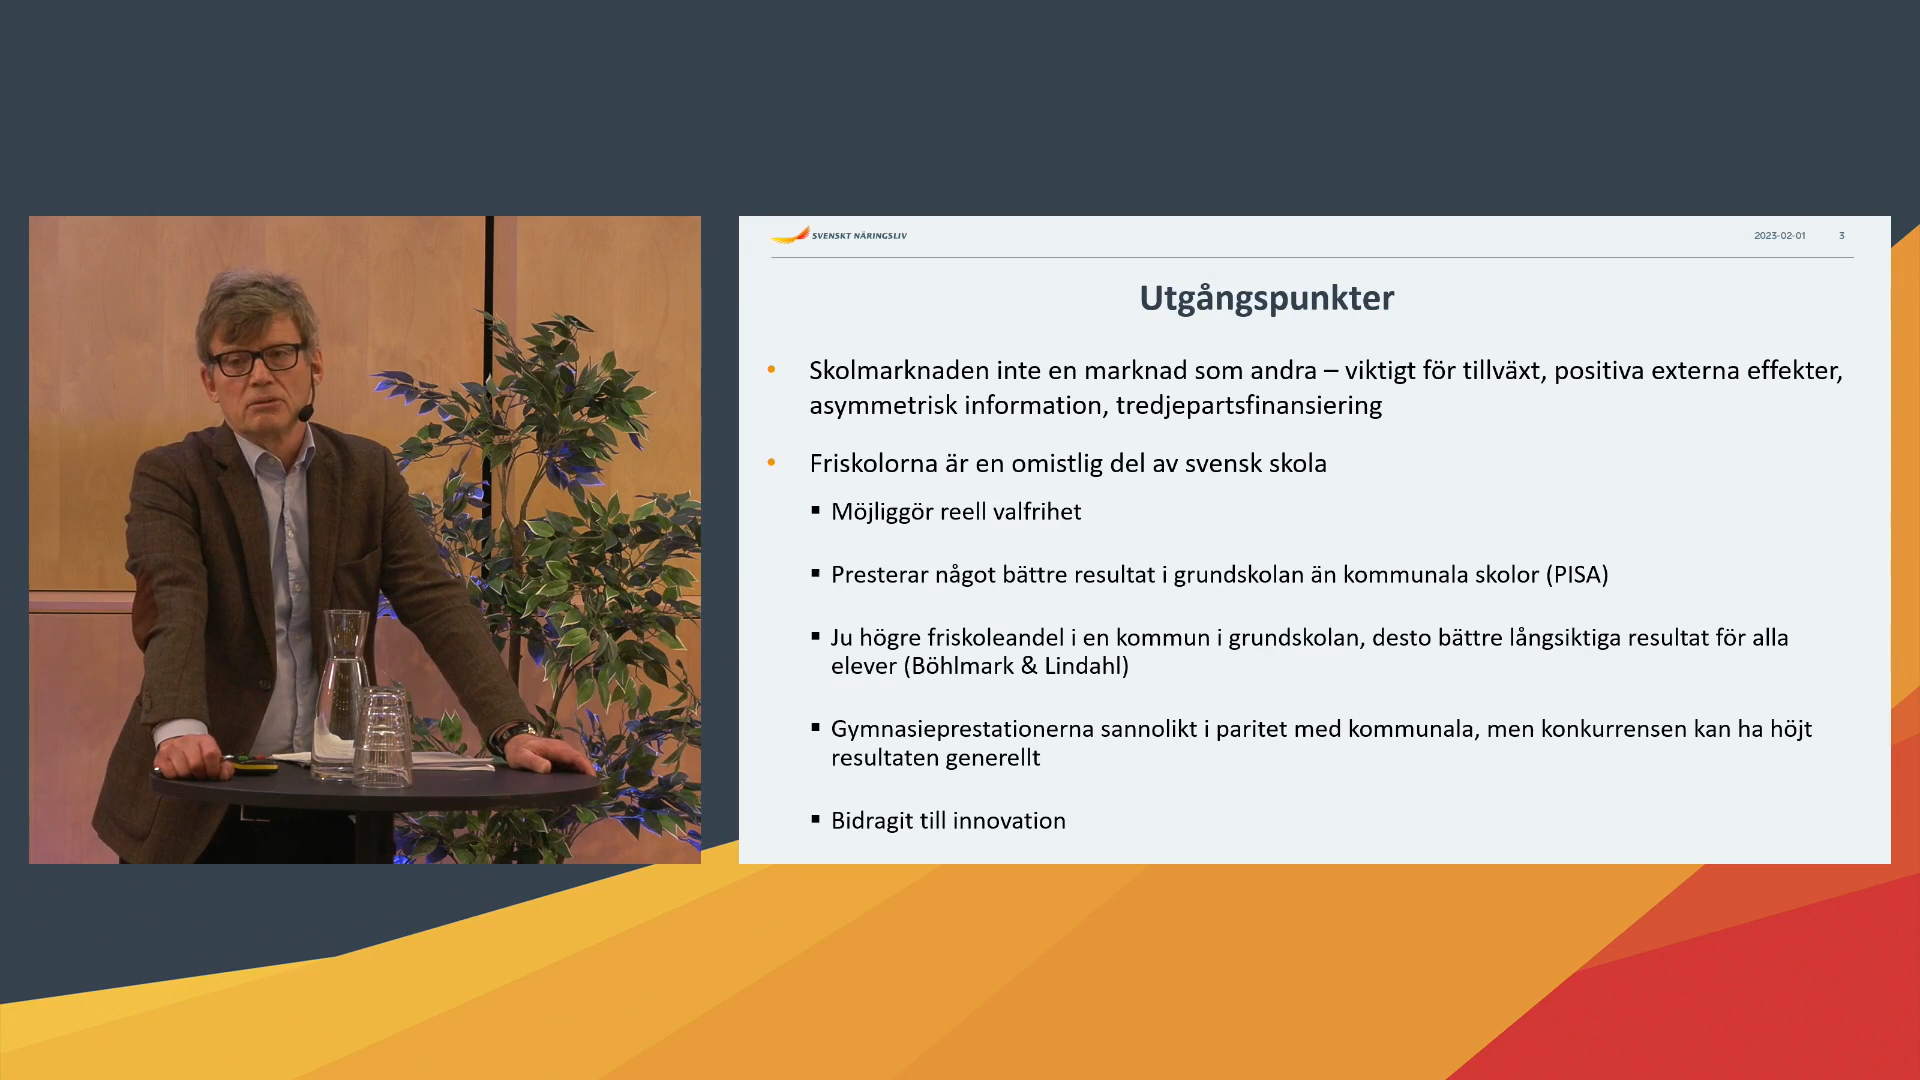 SVENSKT NÄRINGSLIV
2023-02-01 3
Utgångspunkter
• Skolmarknaden inte en marknad som andra – viktigt för tillväxt, positiva externa effekter,
asymmetrisk information, tredjepartsfinansiering
• Friskolorna är en omistlig del av svensk skola
▪ Möjliggör reell valfrihet
▪ Presterar något bättre resultat i grundskolan än kommunala skolor (PISA)
▪ Ju högre friskoleandel i en kommun i grundskolan, desto bättre långsiktiga resultat för alla
elever (Böhlmark & Lindahl)
▪ Gymnasieprestationerna sannolikt i paritet med kommunala, men konkurrensen kan ha höjt
resultaten generellt
▪ Bidragit till innovation